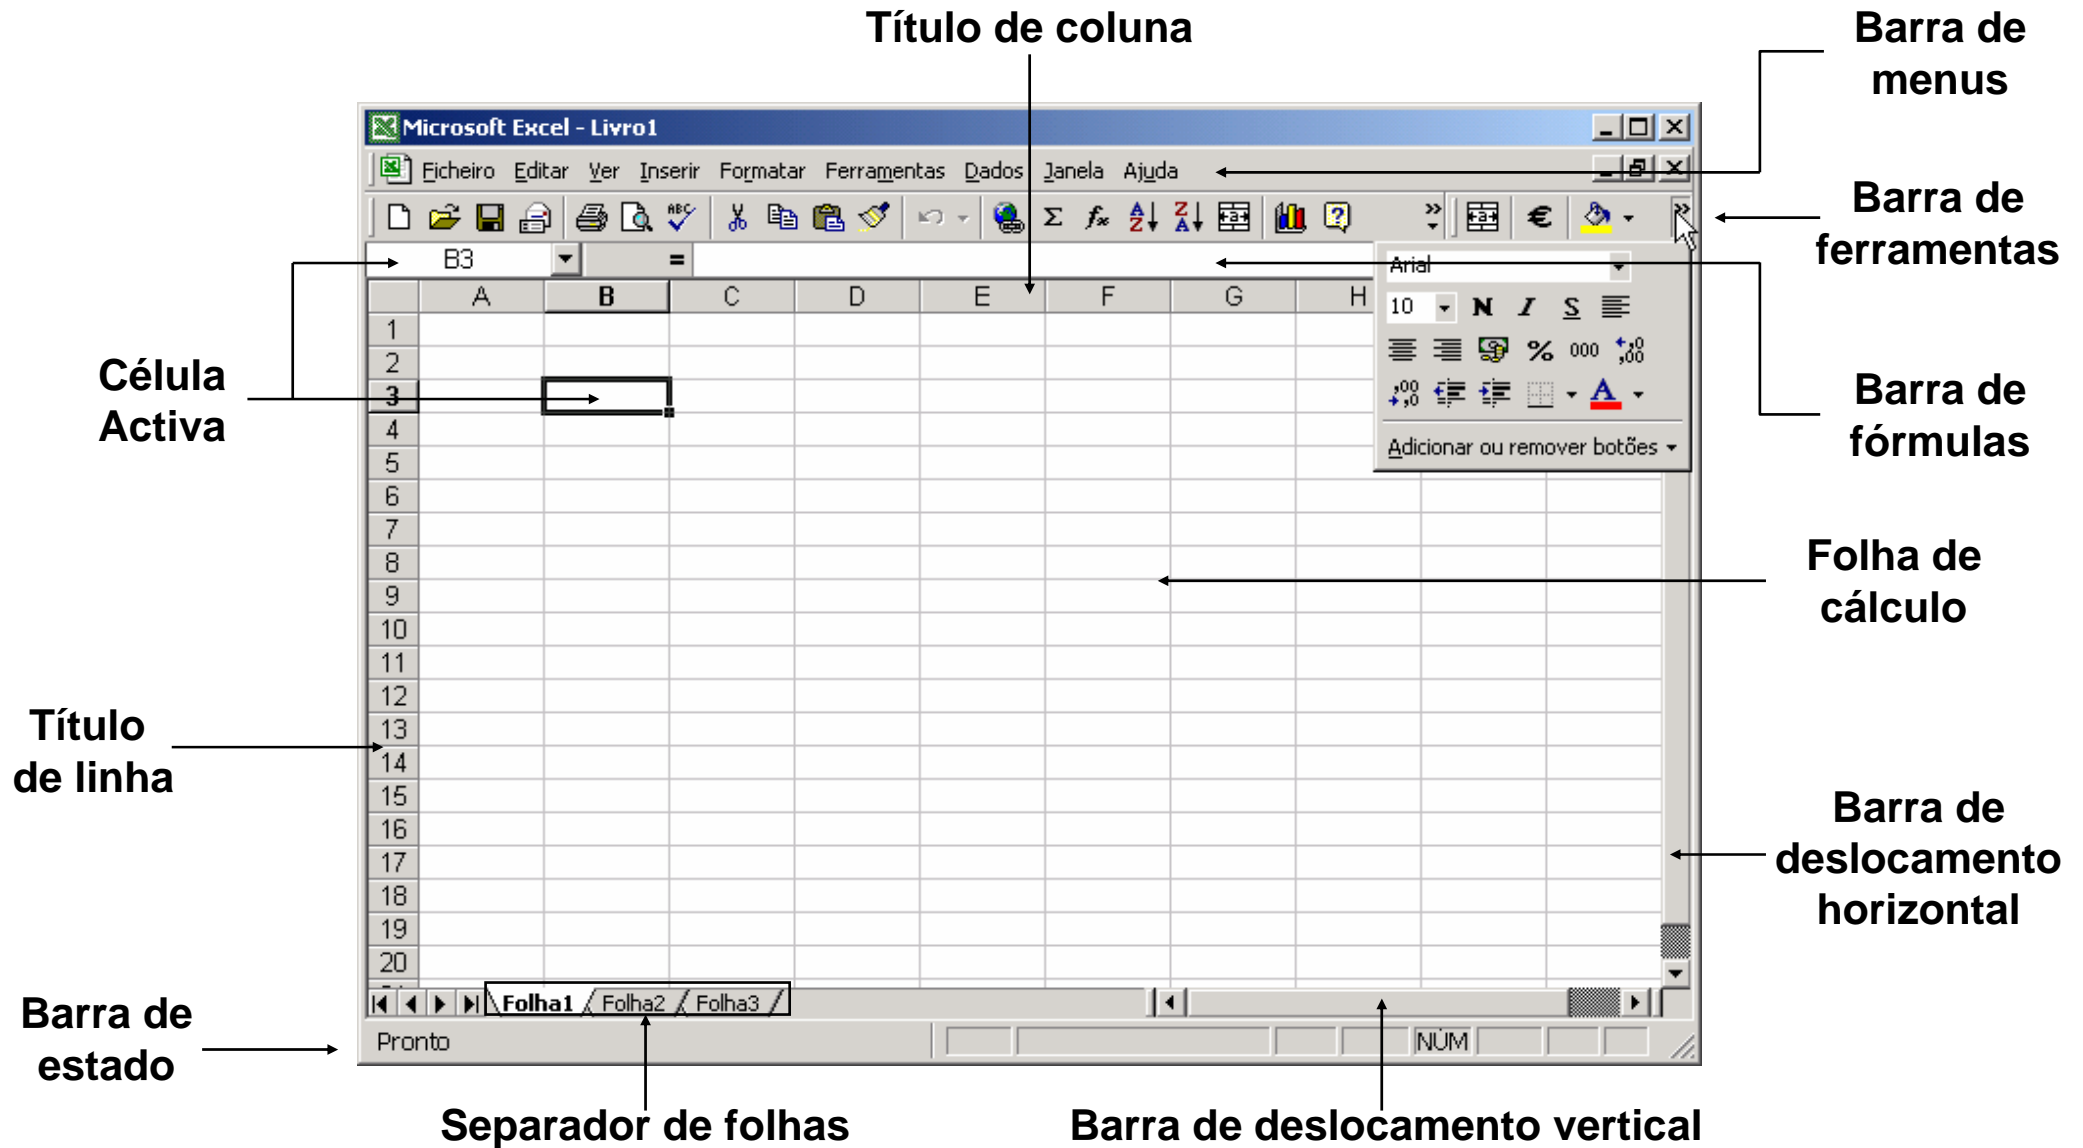 Título de coluna
Barra de
menus
Microsoft Excel - Livro1
Ficheiro Editar Ver Inserir Formatar Ferramentas Dados Janela Ajuda
Barra de
ferramentas
B3 =
Arial
A B C D E F G H
10 N I S
% 000
Adicionar ou remover botões
Barra de
fórmulas
Célula
Activa
1
2
3
4
5
6
7
8
9
10
11
12
13
14
15
16
17
18
19
20
Folha de
cálculo
Título
de linha
Barra de
deslocamento
horizontal
Folha1 Folha2 Folha3
Pronto NÚM
Barra de
estado
Separador de folhas
Barra de deslocamento vertical